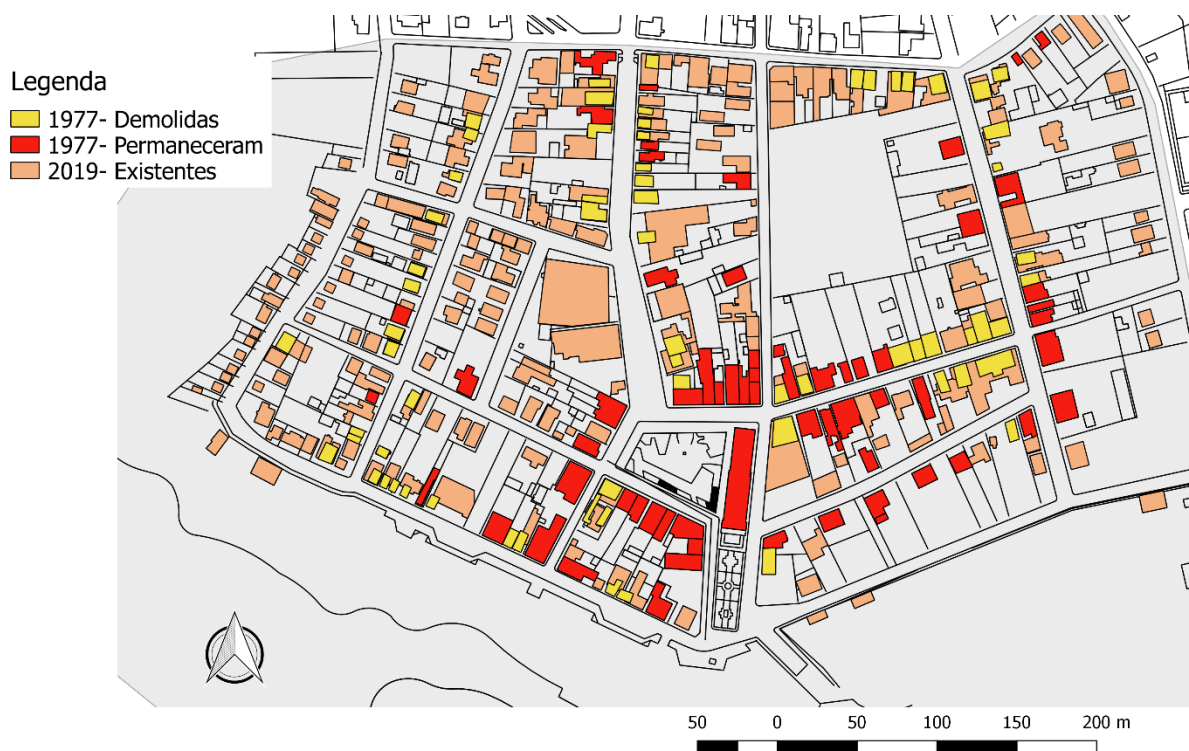 Legenda
1977- Demolidas
1977- Permaneceram
2019- Existentes
50 0 50 100 150 200 m